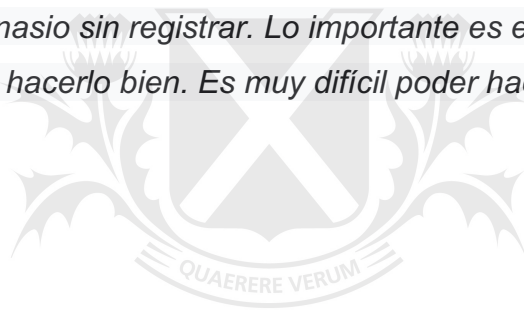 nasio sin registrar. Lo importante es e
hacerlo bien. Es muy difícil poder ha
QUAERERE VERUM